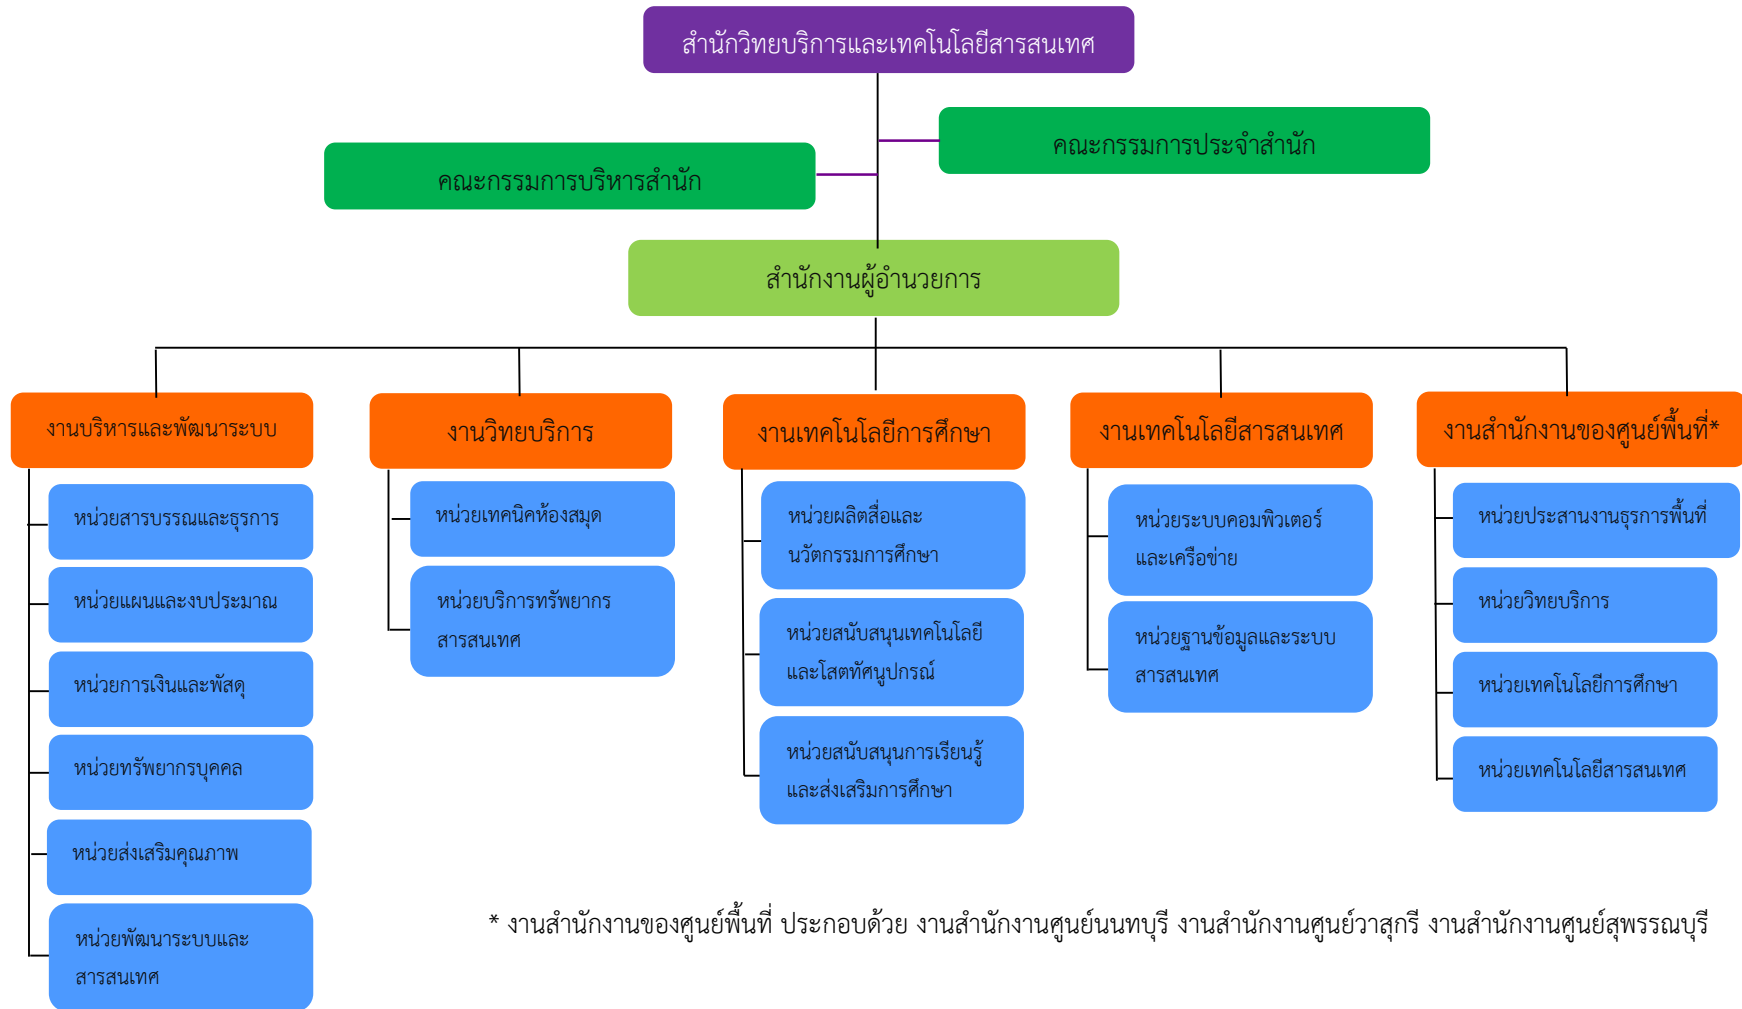 สำนักวิทยบริการและเทคโนโลยีสารสนเทศ
คณะกรรมการประจำสำนัก
คณะกรรมการบริหารสำนัก
สำนักงานผู้อำนวยการ
งานบริหารและพัฒนาระบบ
หน่วยสารบรรณและธุรการ
หน่วยแผนและงบประมาณ
หน่วยการเงินและพัสดุ
หน่วยทรัพยากรบุคคล
หน่วยส่งเสริมคุณภาพ
หน่วยพัฒนาระบบและ
สารสนเทศ
งานวิทยบริการ
หน่วยเทคนิคห้องสมุด
หน่วยบริการทรัพยากร
สารสนเทศ
งานเทคโนโลยีการศึกษา
หน่วยผลิตสื่อและ
นวัตกรรมการศึกษา
หน่วยสนับสนุนเทคโนโลยี
และโสตทัศนูปกรณ์
หน่วยสนับสนุนการเรียนรู้
และส่งเสริมการศึกษา
งานเทคโนโลยีสารสนเทศ
หน่วยระบบคอมพิวเตอร์
และเครือข่าย
หน่วยฐานข้อมูลและระบบ
สารสนเทศ
งานสำนักงานของศูนย์พื้นที่*
หน่วยประสานงานธุรการพื้นที่
หน่วยวิทยบริการ
หน่วยเทคโนโลยีการศึกษา
หน่วยเทคโนโลยีสารสนเทศ
* งานสำนักงานของศูนย์พื้นที่ ประกอบด้วย งานสำนักงานศูนย์นนทบุรี งานสำนักงานศูนย์วาสุกรี งานสำนักงานศูนย์สุพรรณบุรี